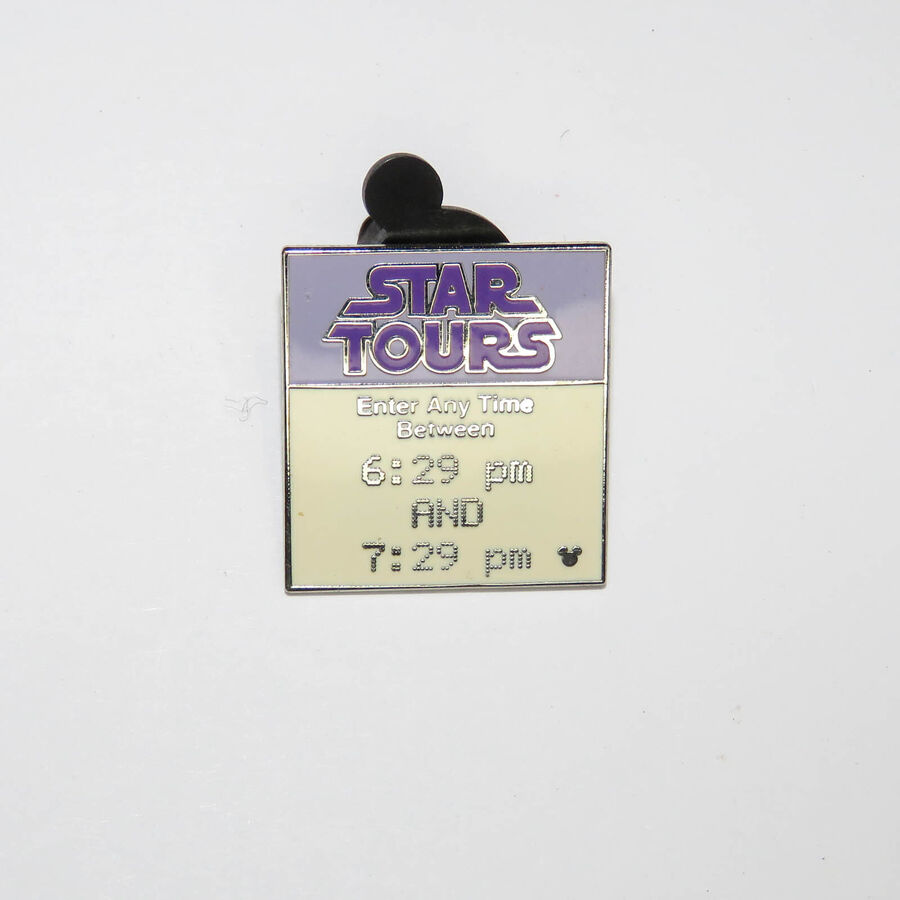 STAR
TOURS
Enter Any Time
Between
6:29 pm
AND
7:29 pm